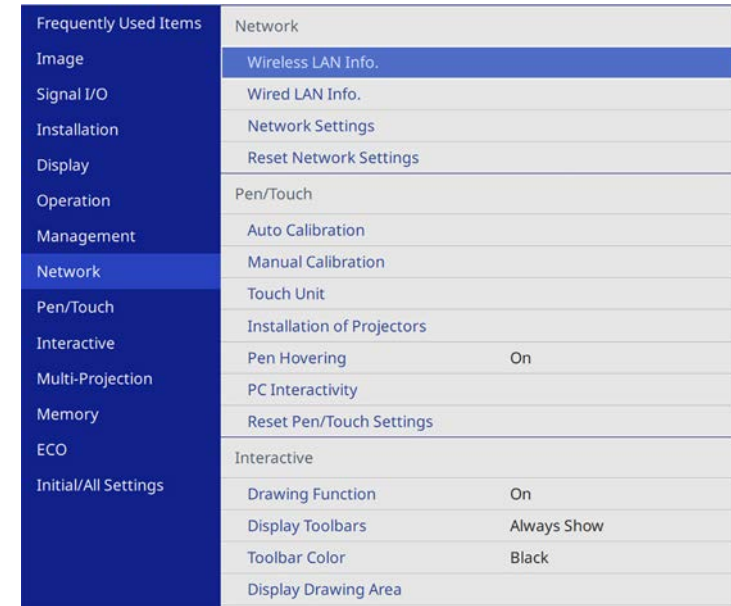 Frequently Used Items
Image
Signal I/O
Installation
Display
Operation
Management
Network
Pen/Touch
Interactive
Multi-Projection
Memory
ECO
Initial/All Settings
Network
Wireless LAN Info.
Wired LAN Info.
Network Settings
Reset Network Settings
Pen/Touch
Auto Calibration
Manual Calibration
Touch Unit
Installation of Projectors
Pen Hovering On
PC Interactivity
Reset Pen/Touch Settings
Interactive
Drawing Function On
Display Toolbars Always Show
Toolbar Color Black
Display Drawing Area